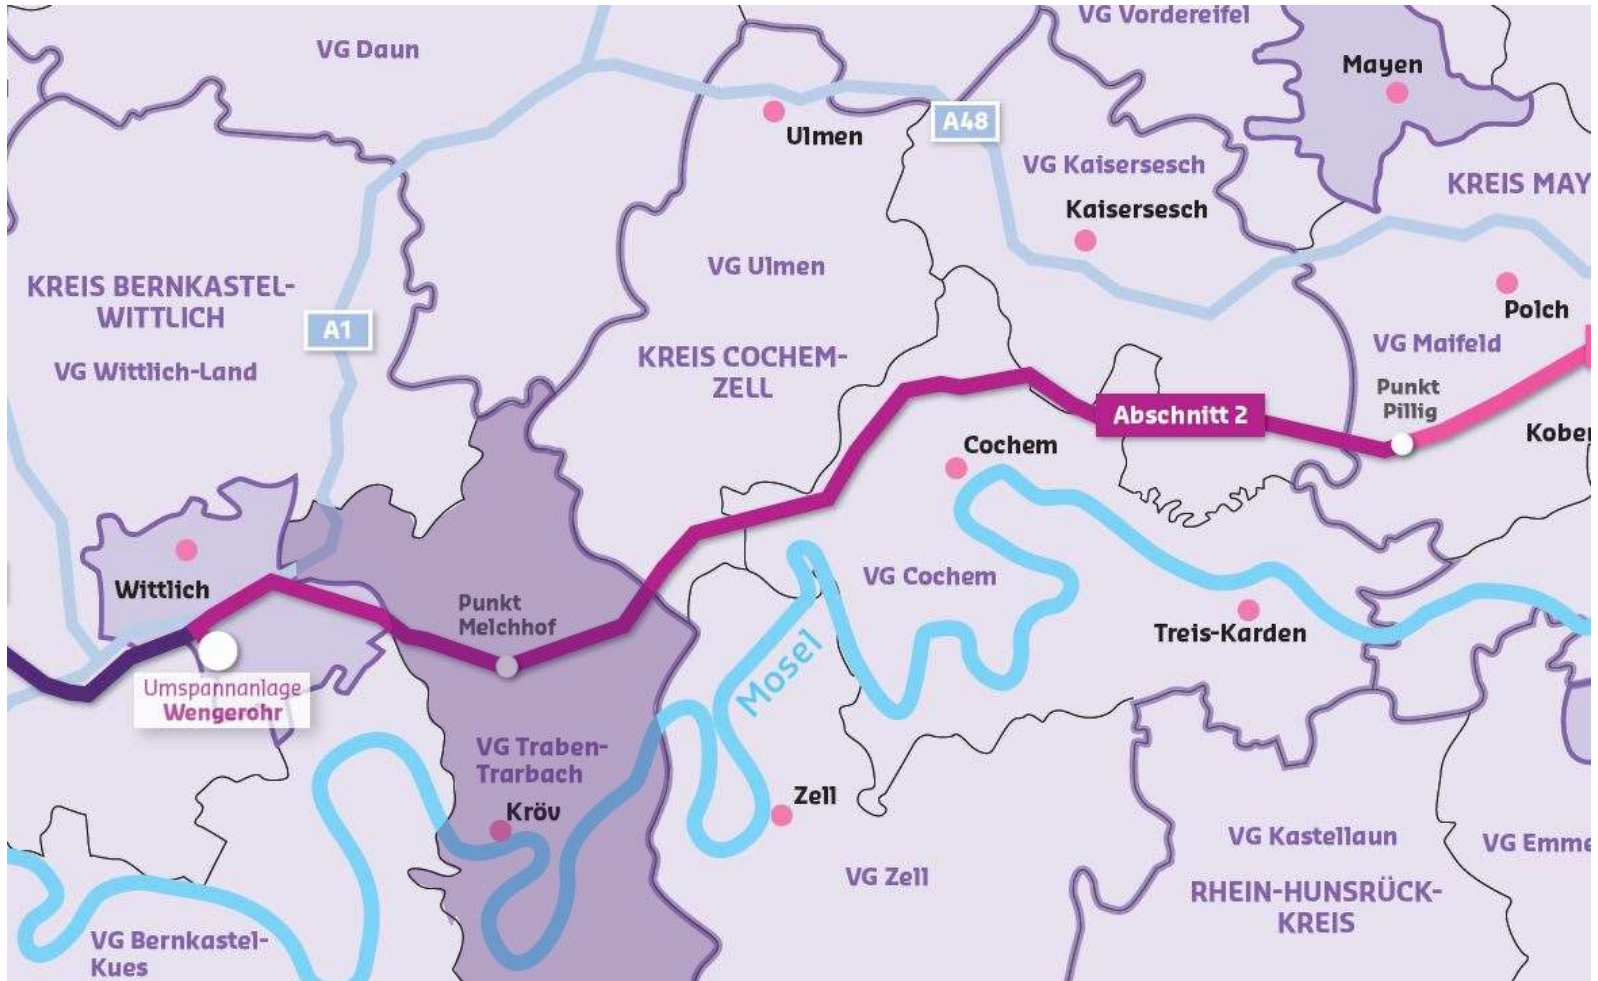 VG Vordereifel
VG Daun
Mayen
A48
Ulmen
VG Kaisersesch
KREIS MAY
Kaisersesch
VG Ulmen
KREIS BERNKASTEL-
WITTLICH
A1
Polch
VG Maifeld
KREIS COCHEM-
ZELL
VG Wittlich-Land
Punkt
Pillig
Abschnitt 2
Kober
Cochem
VG Cochem
Wittlich
Punkt
Melchhof
Treis-Karden
Mosel
Umspannanlage
Wengerohr
VG Traben-
Trarbach
Zell
Kröv
VG Kastellaun
VG Emme
VG Zell
RHEIN-HUNSRÜCK-
KREIS
VG Bernkastel-
Kues